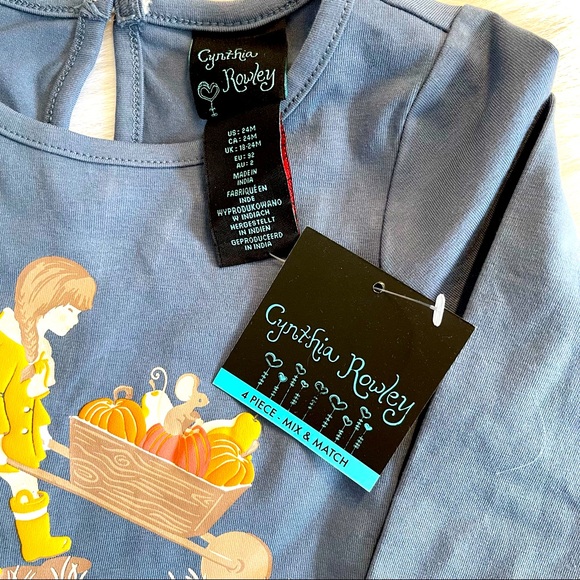 Cynthia
Rowley
US: 24M
CA: 24M
UK: 18-24M
EU: 92
AU: 2
MADE IN
INDIA
FABRIQUÉ EN
INDE
WYPRODUKOWANO
W INDIACH
HERGESTELLT
IN INDIEN
GEPRODUCEERD
IN INDIA
Cynthia Rowley
4 PIECE - MIX & MATCH